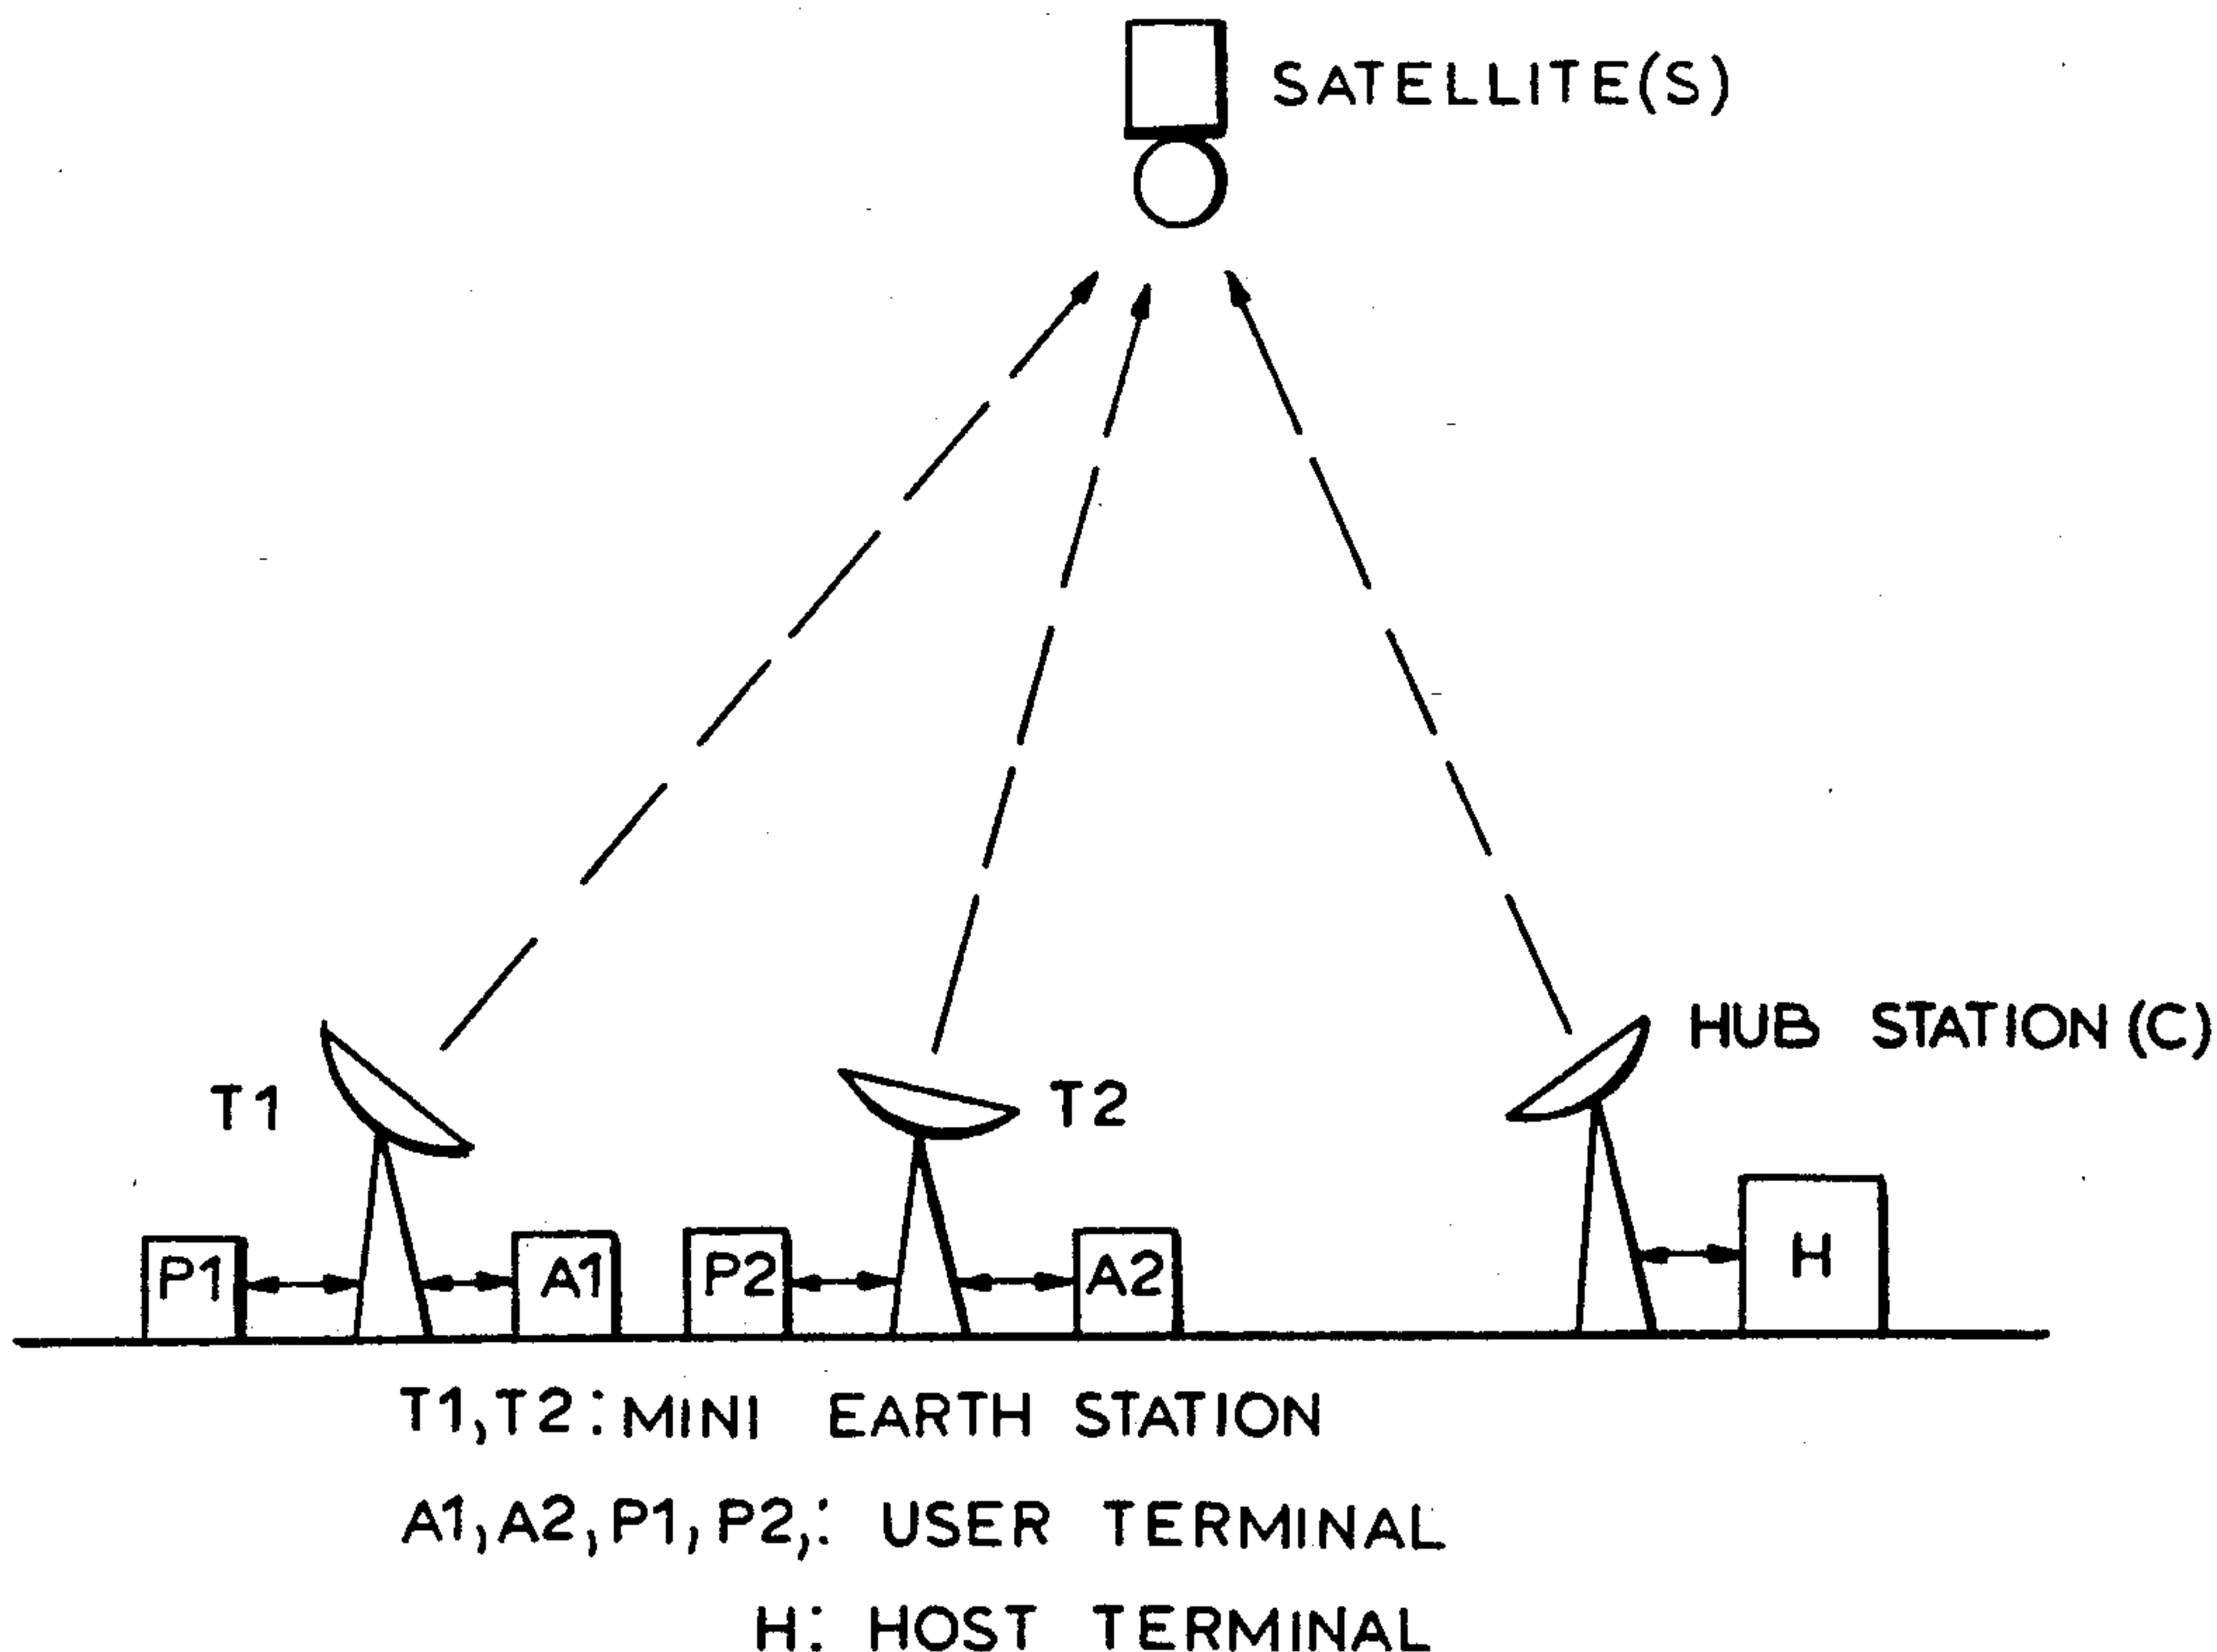 SATELLITE(S)
HUB STATION(C)
T1
T2
P1
A1
P2
A2
H
T1,T2:MINI EARTH STATION
A1,A2,P1,P2,: USER TERMINAL
H: HOST TERMINAL